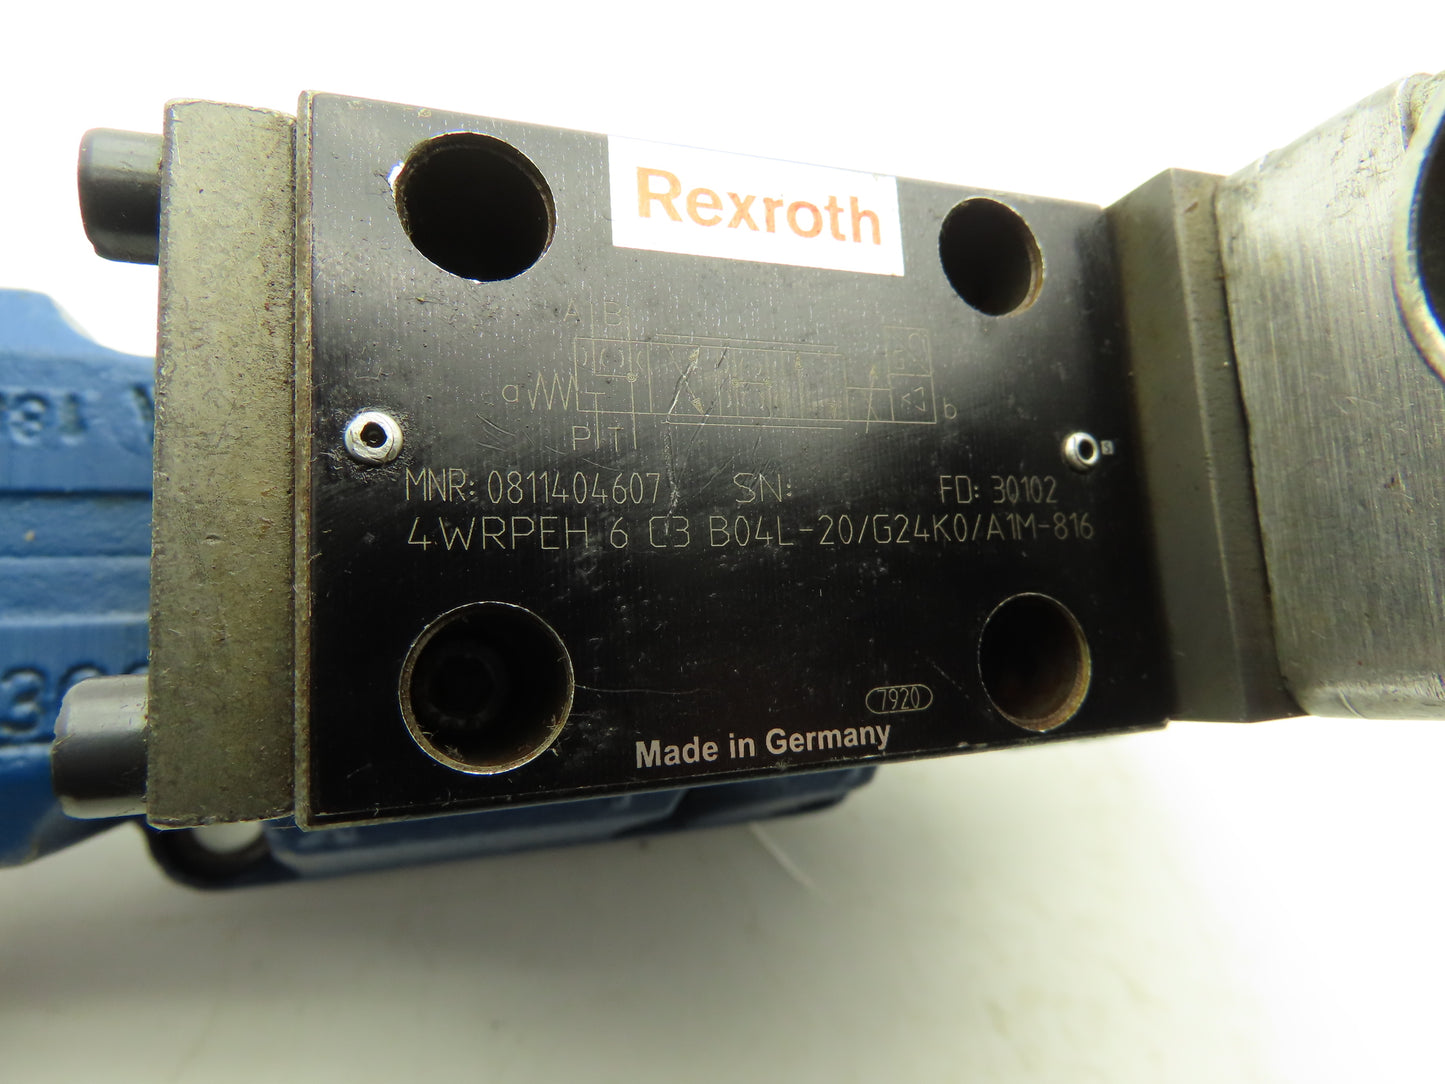 Rexroth
A B
a
b
P T
MNR: 0811404607 SN: FD: 30102
4WRPEH 6 C3 B04L-20/G24K0/A1M-816
7920
Made in Germany